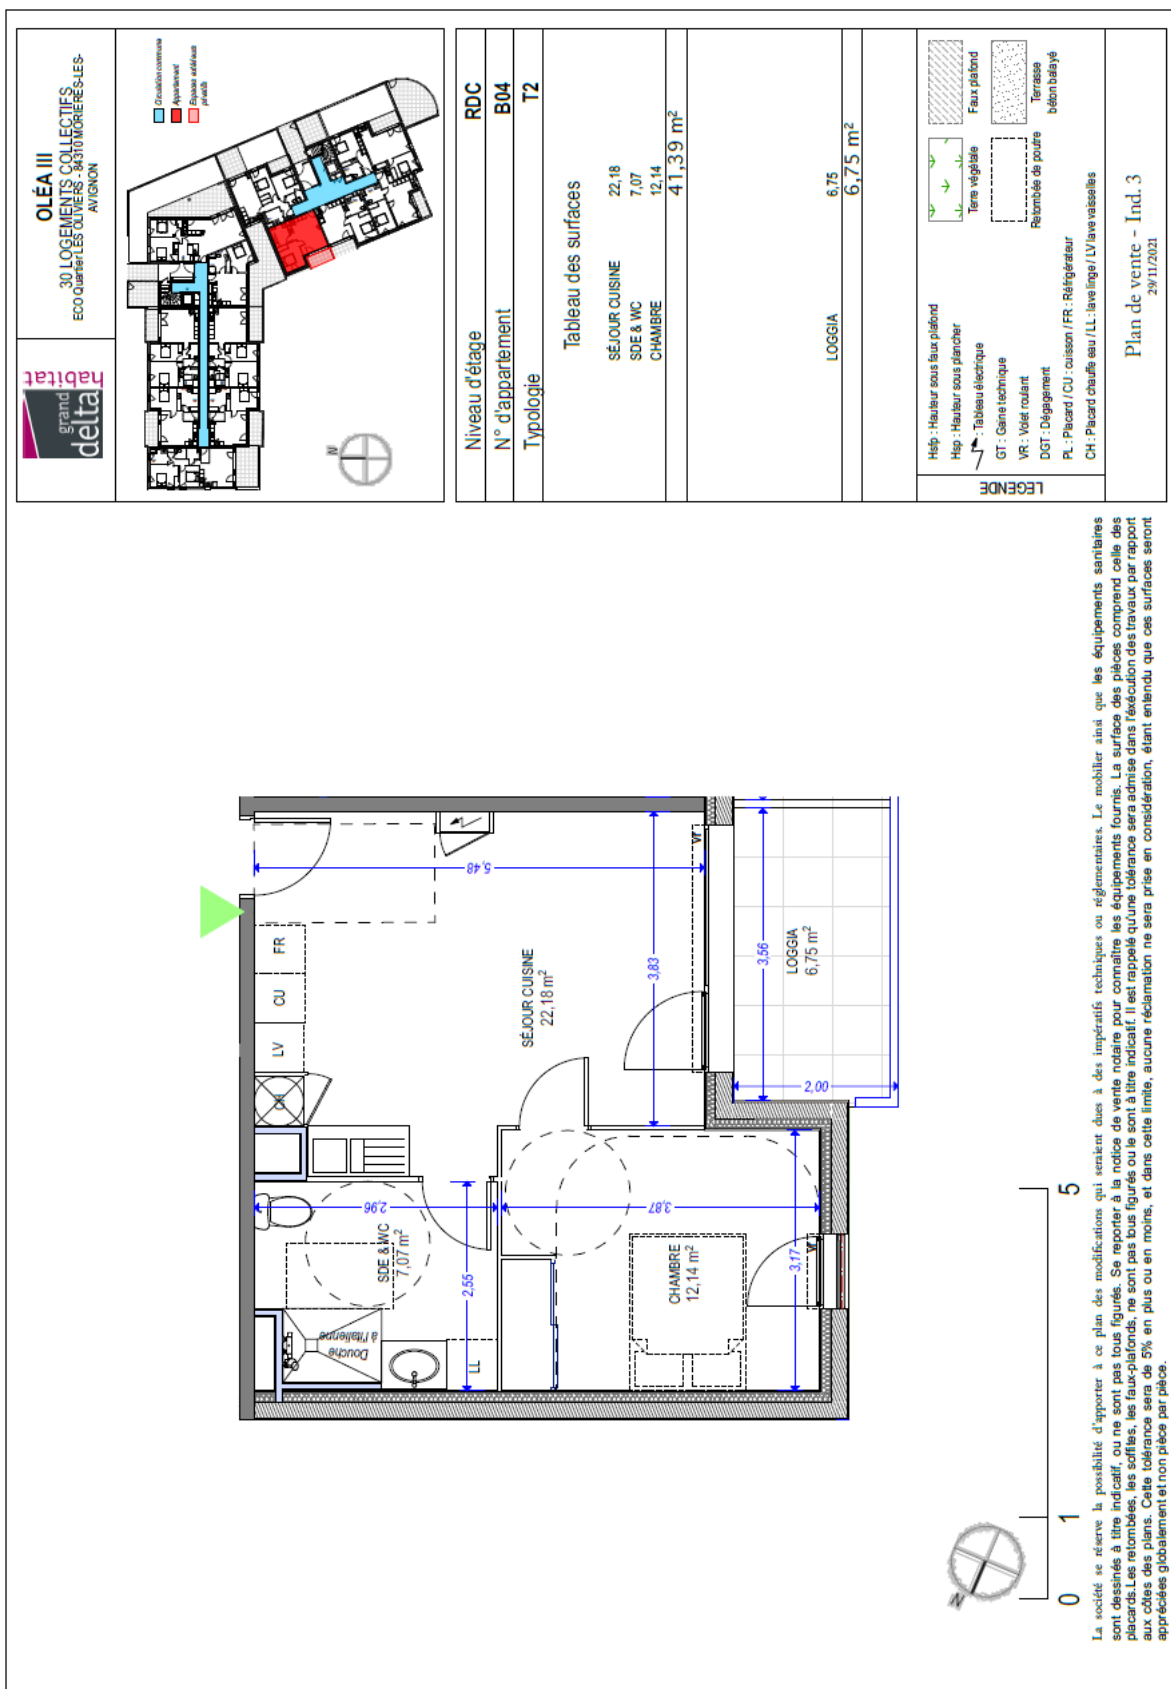 grand
delta
habitat
OLÉA III
30 LOGEMENTS COLLECTIFS
ECO Quartier LES OLIVIERS - 84310 MORIERES-LES-
AVIGNON
Circulation commune
Appartement
Espaces extérieurs
privatifs
N
Niveau d'étage RDC
N° d'appartement B04
Typologie T2
Tableau des surfaces
SÉJOUR CUISINE 22,18
SDE & WC 7,07
CHAMBRE 12,14
41,39 m²
LOGGIA 6,75
6,75 m²
LEGENDE
Hsfp : Hauteur sous faux plafond
Hsp : Hauteur sous plancher
: Tableau électrique
GT : Gaine technique
VR : Volet roulant
DGT : Dégagement
PL : Placard / CU : cuisson / FR : Réfrigérateur
CH : Placard chauffe eau / LL : lave linge / LV lave vaisselles
Terre végétale
Faux plafond
Retombée de poutre
Terrasse
béton balayé
Plan de vente - Ind. 3
29/11/2021
FR
CU
LV
CH
5,48
SÉJOUR CUISINE
22,18 m²
3,83
VR
3,56
LOGGIA
6,75 m²
2,00
2,96
SDE & WC
7,07 m²
2,55
Douche
à l'italienne
LL
3,87
CHAMBRE
12,14 m²
3,17
VR
N
0 1 5
La société se réserve la possibilité d'apporter à ce plan des modifications qui seraient dues à des impératifs techniques ou réglementaires. Le mobilier ainsi que les équipements sanitaires
sont dessinés à titre indicatif, ou ne sont pas tous figurés. Se reporter à la notice de vente notaire pour connaître les équipements fournis. La surface des pièces comprend celle des
placards.Les retombées, les soffites, les faux-plafonds, ne sont pas tous figurés ou le sont à titre indicatif. Il est rappelé qu'une tolérance sera admise dans l'éxécution des travaux par rapport
aux côtes des plans. Cette tolérance sera de 5% en plus ou en moins, et dans cette limite, aucune réclamation ne sera prise en considération, étant entendu que ces surfaces seront
appréciées globalement et non pièce par pièce.